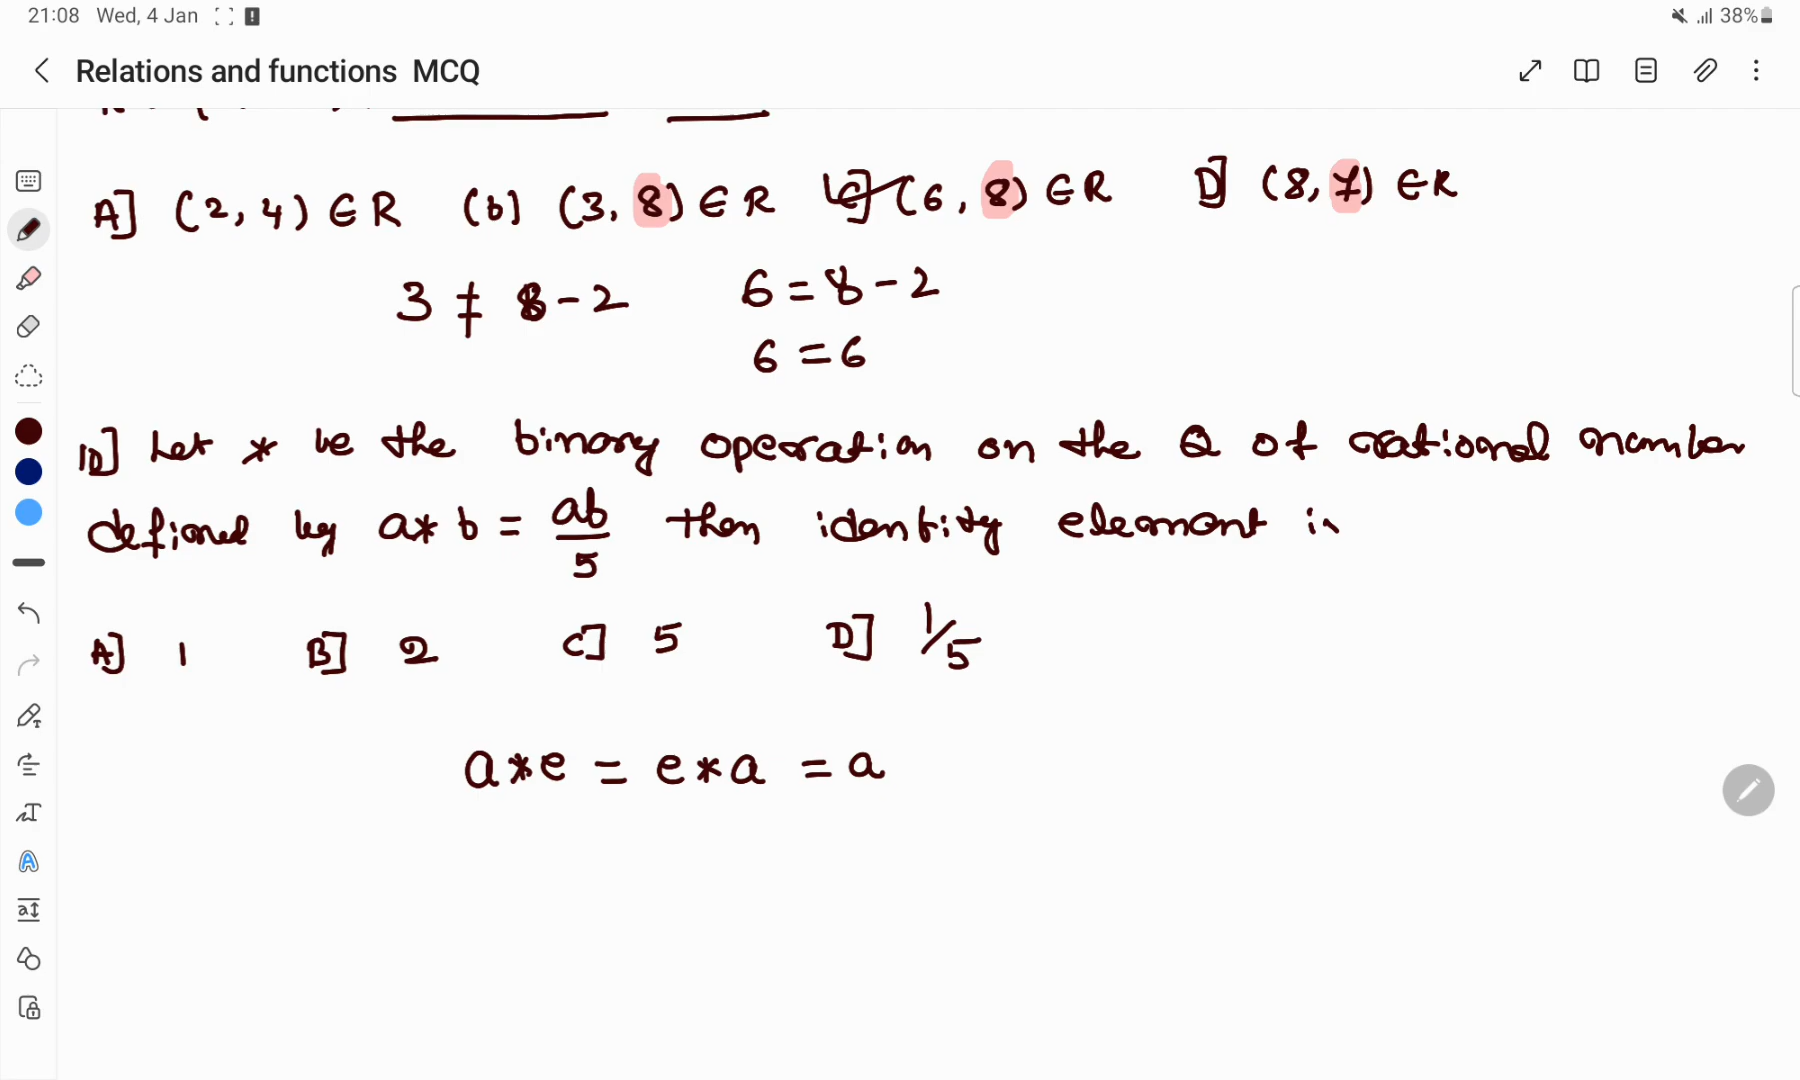 21:08 Wed, 4 Jan 38%
Relations and functions MCQ
A] (2, 4) ∈ R (b) (3, 8) ∈ R C] (6, 8) ∈ R D] (8, 7) ∈ R
3 ≠ 8 - 2 6 = 8 - 2
6 = 6
10] Let * be the binary operation on the Q of rational number
defined by a * b = ab/5 then identity element is
A] 1 B] 2 C] 5 D] 1/5
a * e = e * a = a